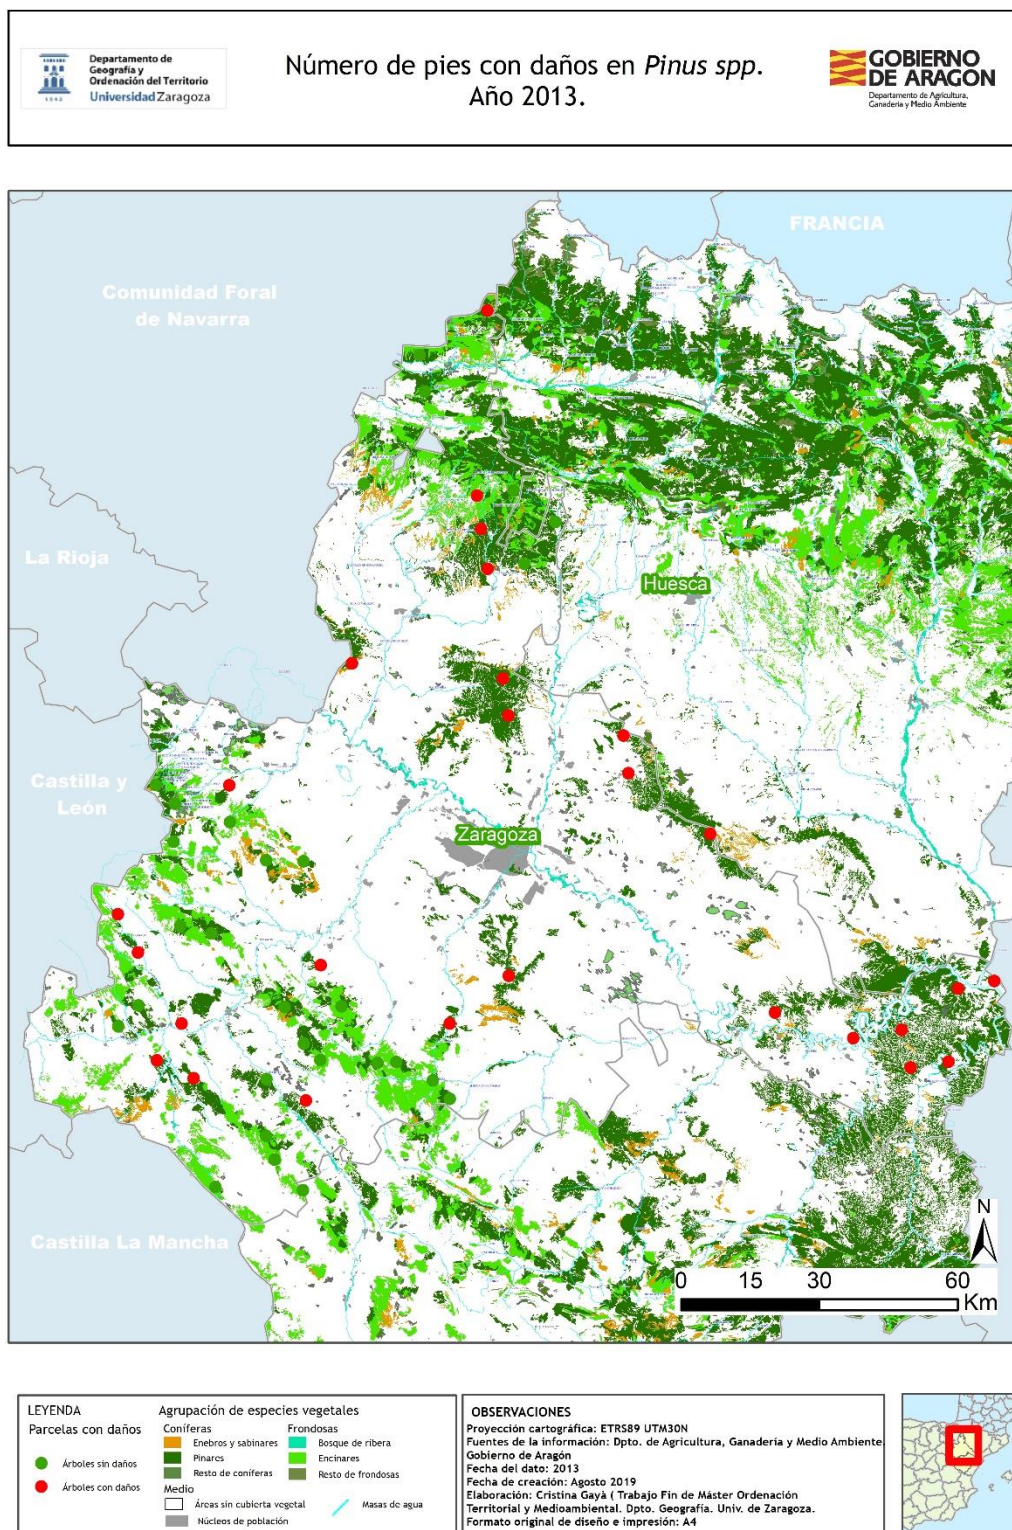 Departamento de
Geografía y
Ordenación del Territorio
Universidad Zaragoza
1542
Número de pies con daños en Pinus spp.
Año 2013.
GOBIERNO
DE ARAGON
Departamento de Agricultura,
Ganadería y Medio Ambiente
FRANCIA
Comunidad Foral
de Navarra
La Rioja
Huesca
Castilla y
León
Zaragoza
Castilla La Mancha
N
0 15 30 60
Km
LEYENDA
Parcelas con daños
Árboles sin daños
Árboles con daños
Agrupación de especies vegetales
Coníferas
Enebros y sabinares
Pinares
Resto de coníferas
Frondosas
Bosque de ribera
Encinares
Resto de frondosas
Medio
Áreas sin cubierta vegetal
Masas de agua
Núcleos de población
OBSERVACIONES
Proyección cartográfica: ETRS89 UTM30N
Fuentes de la información: Dpto. de Agricultura, Ganadería y Medio Ambiente.
Gobierno de Aragón
Fecha del dato: 2013
Fecha de creación: Agosto 2019
Elaboración: Cristina Gayà ( Trabajo Fin de Máster Ordenación
Territorial y Medioambiental. Dpto. Geografía. Univ. de Zaragoza.
Formato original de diseño e impresión: A4